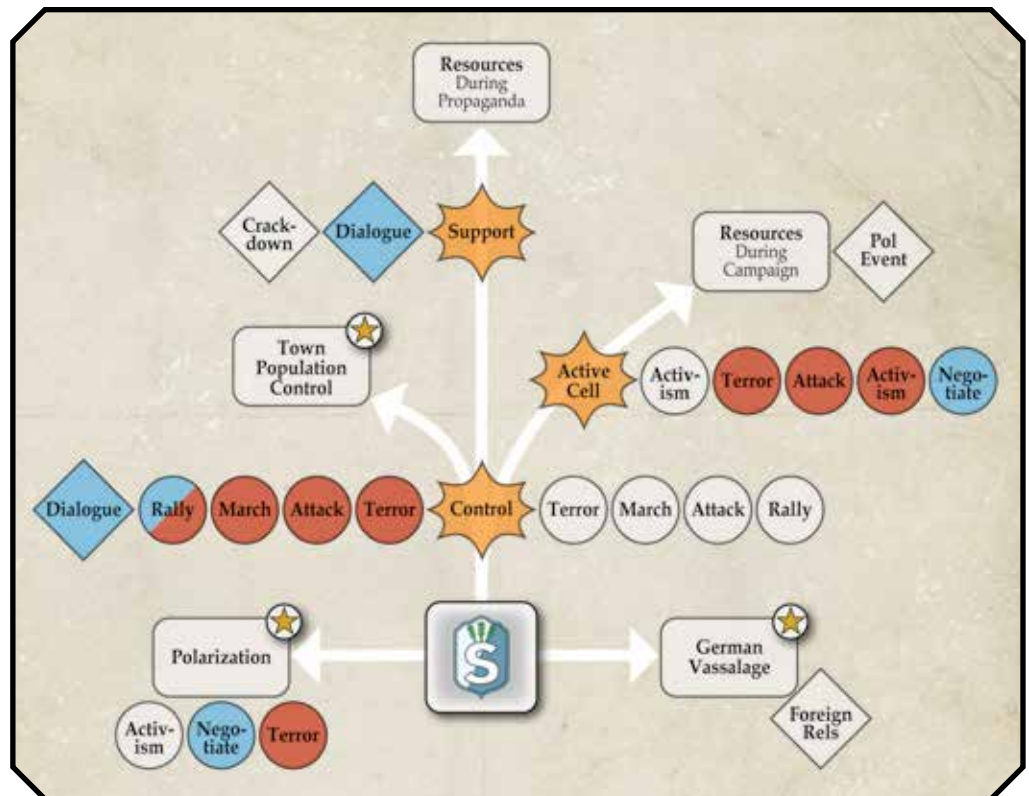 Resources
During
Propaganda
Crack-
down
Dialogue
Support
Resources
During
Campaign
Pol
Event
Town
Population
Control
Active
Cell
Activ-
ism
Terror
Attack
Activ-
ism
Nego-
tiate
Dialogue
Rally
March
Attack
Terror
Control
Terror
March
Attack
Rally
Polarization
S
German
Vassalage
Activ-
ism
Nego-
tiate
Terror
Foreign
Rels